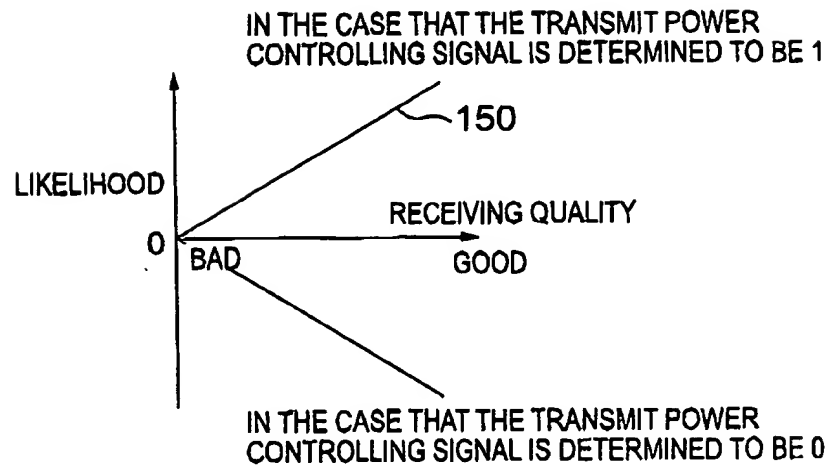 IN THE CASE THAT THE TRANSMIT POWER
CONTROLLING SIGNAL IS DETERMINED TO BE 1
150
LIKELIHOOD
RECEIVING QUALITY
0
BAD
GOOD
IN THE CASE THAT THE TRANSMIT POWER
CONTROLLING SIGNAL IS DETERMINED TO BE 0